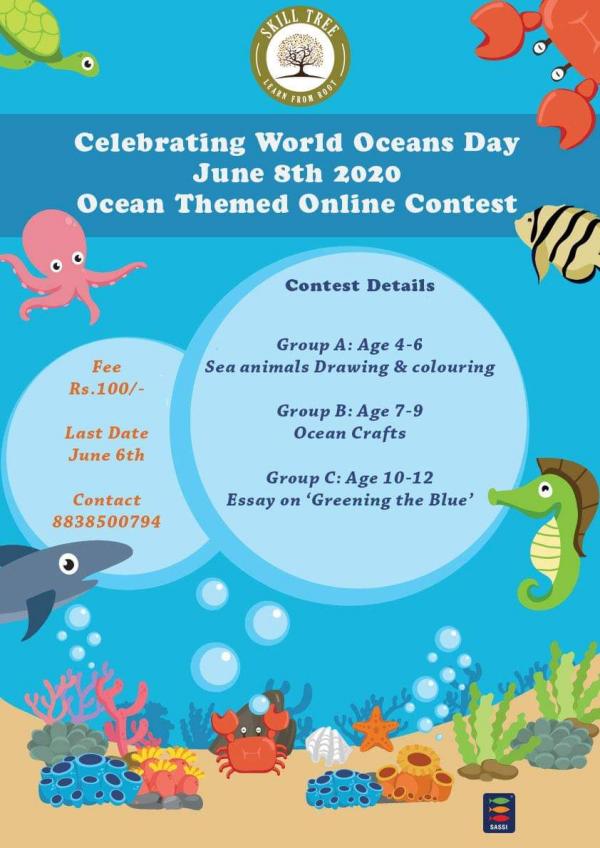 SKILL TREE
LEARN FROM ROOT
Celebrating World Oceans Day
June 8th 2020
Ocean Themed Online Contest
Contest Details
Group A: Age 4-6
Sea animals Drawing & colouring
Group B: Age 7-9
Ocean Crafts
Group C: Age 10-12
Essay on ‘Greening the Blue’
Fee
Rs.100/-
Last Date
June 6th
Contact
8838500794
SASSI